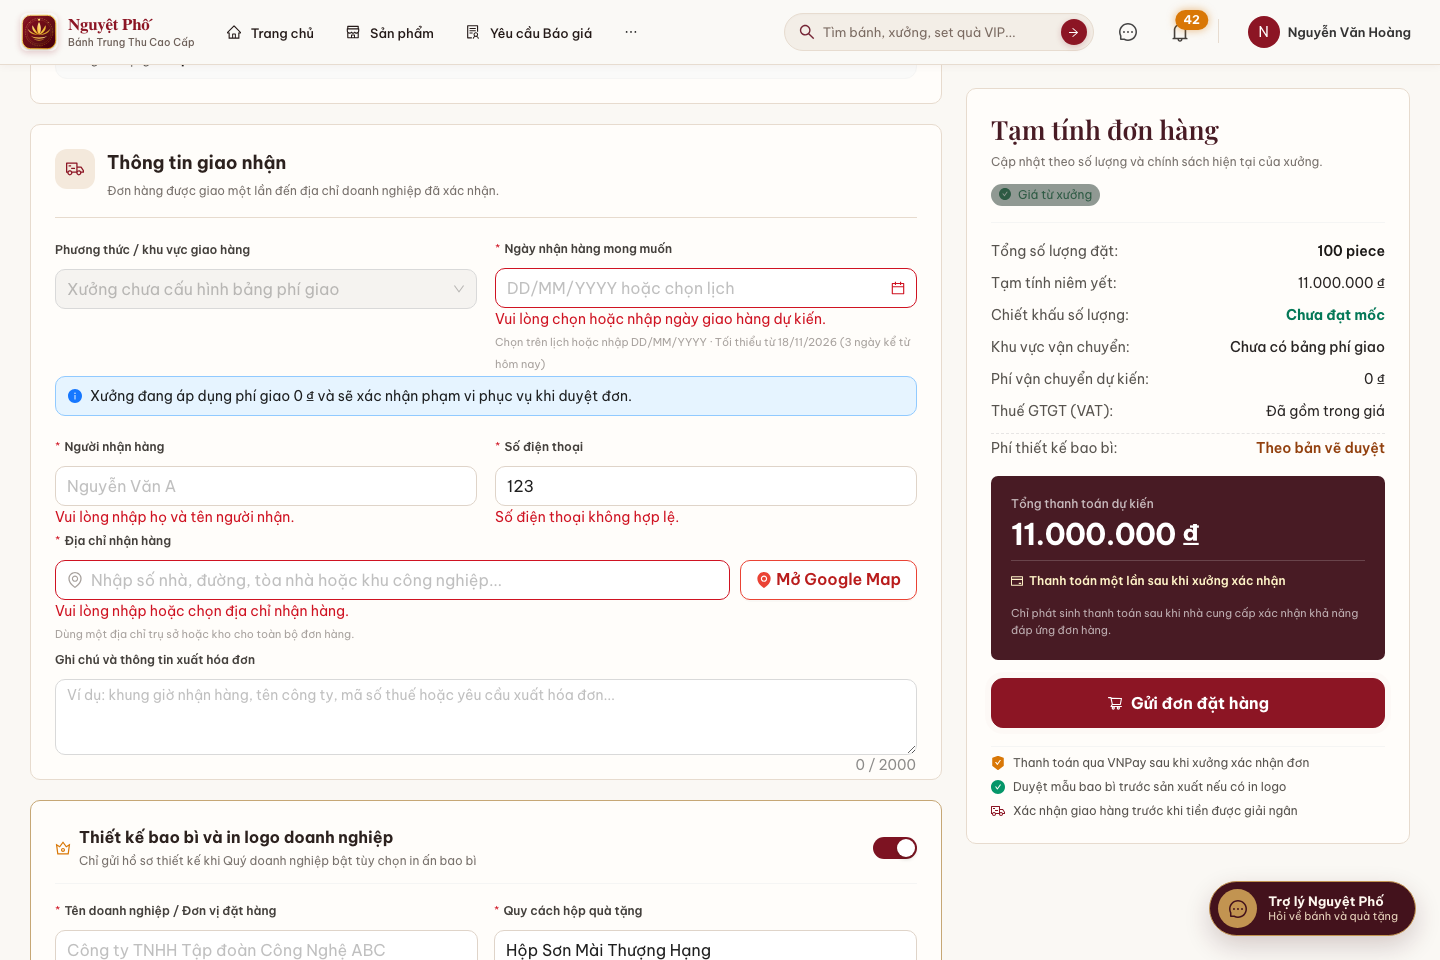 Nguyệt Phố
Bánh Trung Thu Cao Cấp
Trang chủ
Sản phẩm
Yêu cầu Báo giá
...
Tìm bánh, xưởng, set quà VIP...
42
N
Nguyễn Văn Hoàng
Thông tin giao nhận
Đơn hàng được giao một lần đến địa chỉ doanh nghiệp đã xác nhận.
Phương thức / khu vực giao hàng
Xưởng chưa cấu hình bảng phí giao
* Ngày nhận hàng mong muốn
DD/MM/YYYY hoặc chọn lịch
Vui lòng chọn hoặc nhập ngày giao hàng dự kiến.
Chọn trên lịch hoặc nhập DD/MM/YYYY · Tối thiểu từ 18/11/2026 (3 ngày kể từ
hôm nay)
Xưởng đang áp dụng phí giao 0 ₫ và sẽ xác nhận phạm vi phục vụ khi duyệt đơn.
* Người nhận hàng
Nguyễn Văn A
Vui lòng nhập họ và tên người nhận.
* Số điện thoại
123
Số điện thoại không hợp lệ.
* Địa chỉ nhận hàng
Nhập số nhà, đường, tòa nhà hoặc khu công nghiệp...
Mở Google Map
Vui lòng nhập hoặc chọn địa chỉ nhận hàng.
Dùng một địa chỉ trụ sở hoặc kho cho toàn bộ đơn hàng.
Ghi chú và thông tin xuất hóa đơn
Ví dụ: khung giờ nhận hàng, tên công ty, mã số thuế hoặc yêu cầu xuất hóa đơn...
0 / 2000
Thiết kế bao bì và in logo doanh nghiệp
Chỉ gửi hồ sơ thiết kế khi Quý doanh nghiệp bật tùy chọn in ấn bao bì
* Tên doanh nghiệp / Đơn vị đặt hàng
Công ty TNHH Tập đoàn Công Nghệ ABC
* Quy cách hộp quà tặng
Hộp Sơn Mài Thượng Hạng
Tạm tính đơn hàng
Cập nhật theo số lượng và chính sách hiện tại của xưởng.
Giá từ xưởng
Tổng số lượng đặt: 100 piece
Tạm tính niêm yết: 11.000.000 ₫
Chiết khấu số lượng: Chưa đạt mốc
Khu vực vận chuyển: Chưa có bảng phí giao
Phí vận chuyển dự kiến: 0 ₫
Thuế GTGT (VAT): Đã gồm trong giá
Phí thiết kế bao bì: Theo bản vẽ duyệt
Tổng thanh toán dự kiến
11.000.000 ₫
Thanh toán một lần sau khi xưởng xác nhận
Chỉ phát sinh thanh toán sau khi nhà cung cấp xác nhận khả năng
đáp ứng đơn hàng.
Gửi đơn đặt hàng
Thanh toán qua VNPay sau khi xưởng xác nhận đơn
Duyệt mẫu bao bì trước sản xuất nếu có in logo
Xác nhận giao hàng trước khi tiền được giải ngân
Trợ lý Nguyệt Phố
Hỏi về bánh và quà tặng